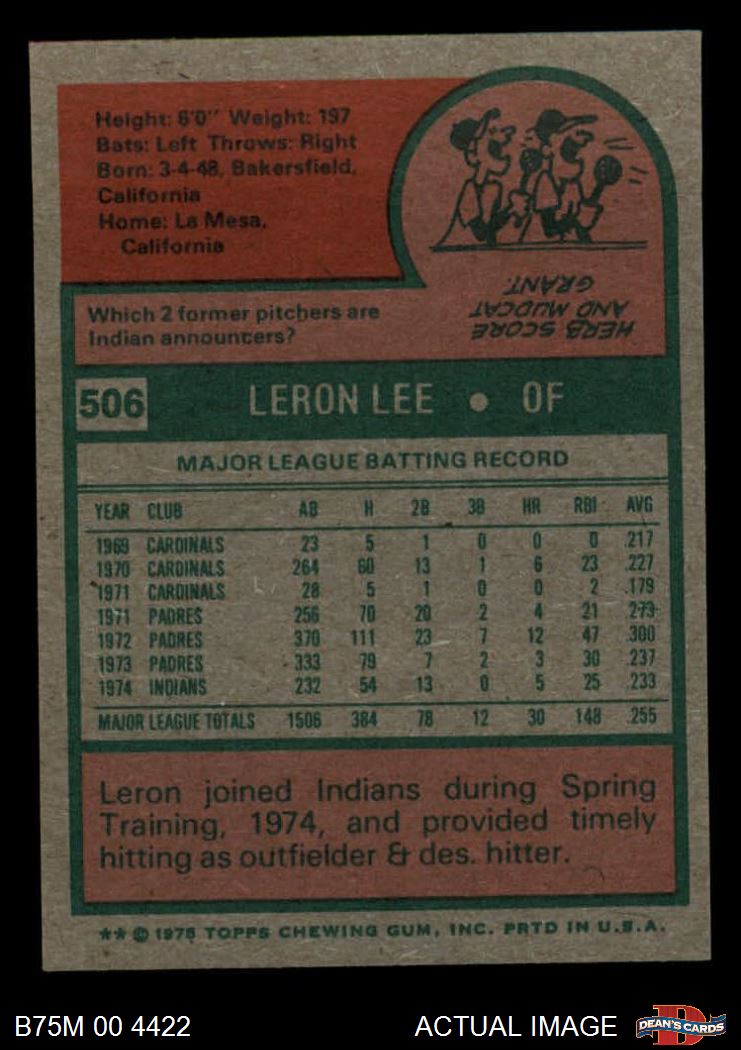 Height: 6'0" Weight: 197
Bats: Left Throws: Right
Born: 3-4-48, Bakersfield,
California
Home: La Mesa,
California
Which 2 former pitchers are
Indian announcers?
HERB SCORE
AND MUDCAT
GRANT.
506 LERON LEE • OF
MAJOR LEAGUE BATTING RECORD
YEAR CLUB AB H 2B 3B HR RBI AVG
1969 CARDINALS 23 5 1 0 0 0 .217
1970 CARDINALS 264 60 13 1 6 23 .227
1971 CARDINALS 28 5 1 0 0 2 .179
1971 PADRES 256 70 20 2 4 21 .273
1972 PADRES 370 111 23 7 12 47 .300
1973 PADRES 333 79 7 2 3 30 .237
1974 INDIANS 232 54 13 0 5 25 .233
MAJOR LEAGUE TOTALS 1506 384 78 12 30 148 .255
Leron joined Indians during Spring
Training, 1974, and provided timely
hitting as outfielder & des. hitter.
** © 1975 TOPPS CHEWING GUM, INC. PRTD IN U.S.A.
B75M 00 4422 ACTUAL IMAGE D DEAN'S CARDS